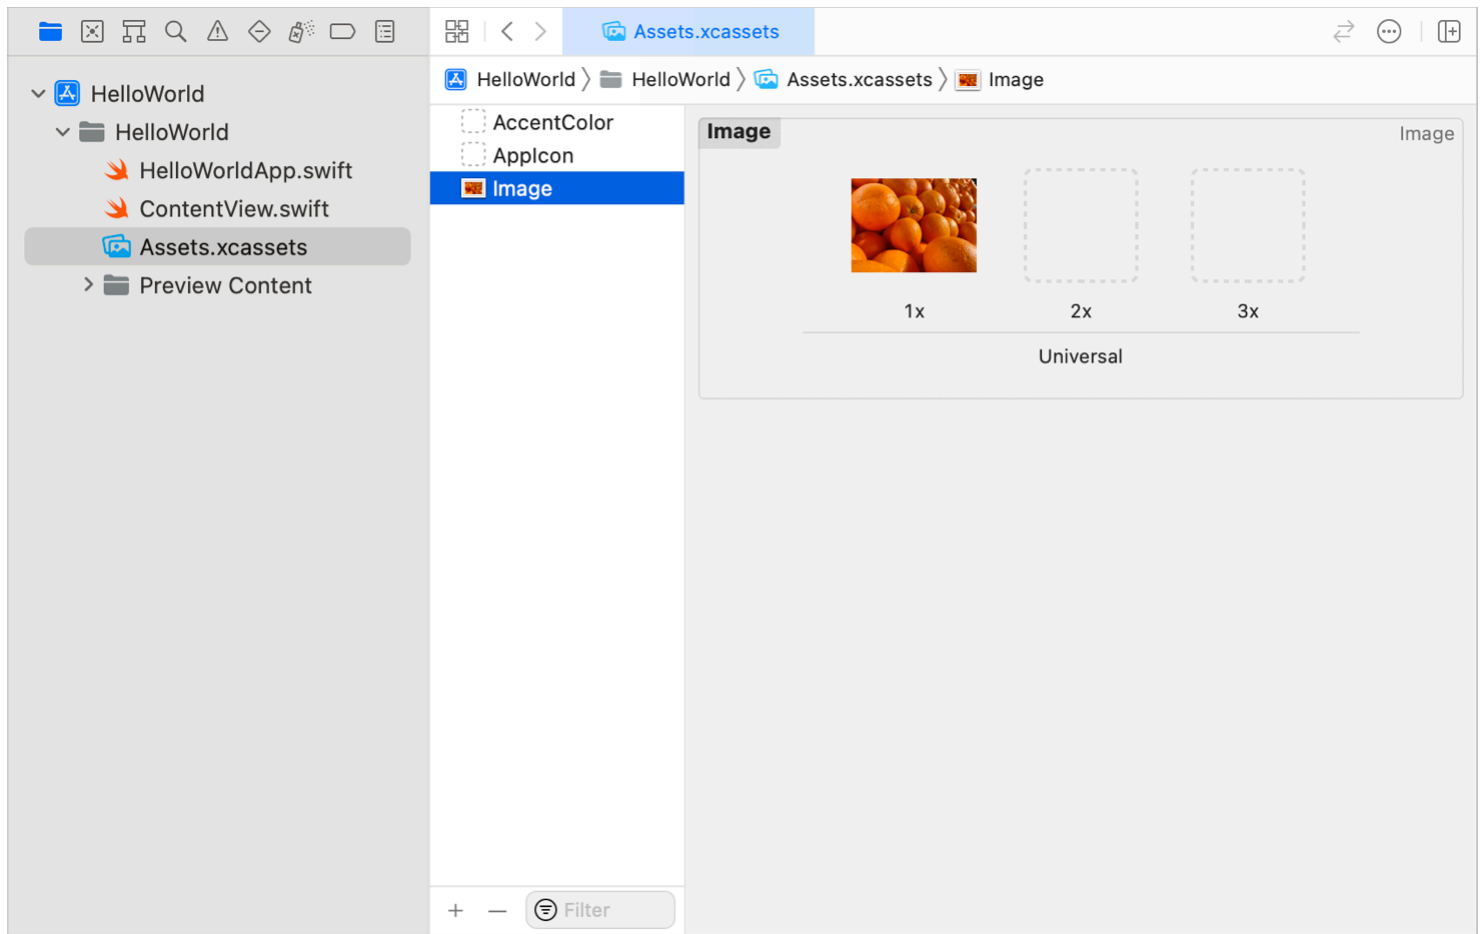 Assets.xcassets
HelloWorld
HelloWorld
HelloWorldApp.swift
ContentView.swift
Assets.xcassets
Preview Content
HelloWorld 〉 HelloWorld 〉 Assets.xcassets 〉 Image
AccentColor
AppIcon
Image
Filter
Image
Image
1x 2x 3x
Universal